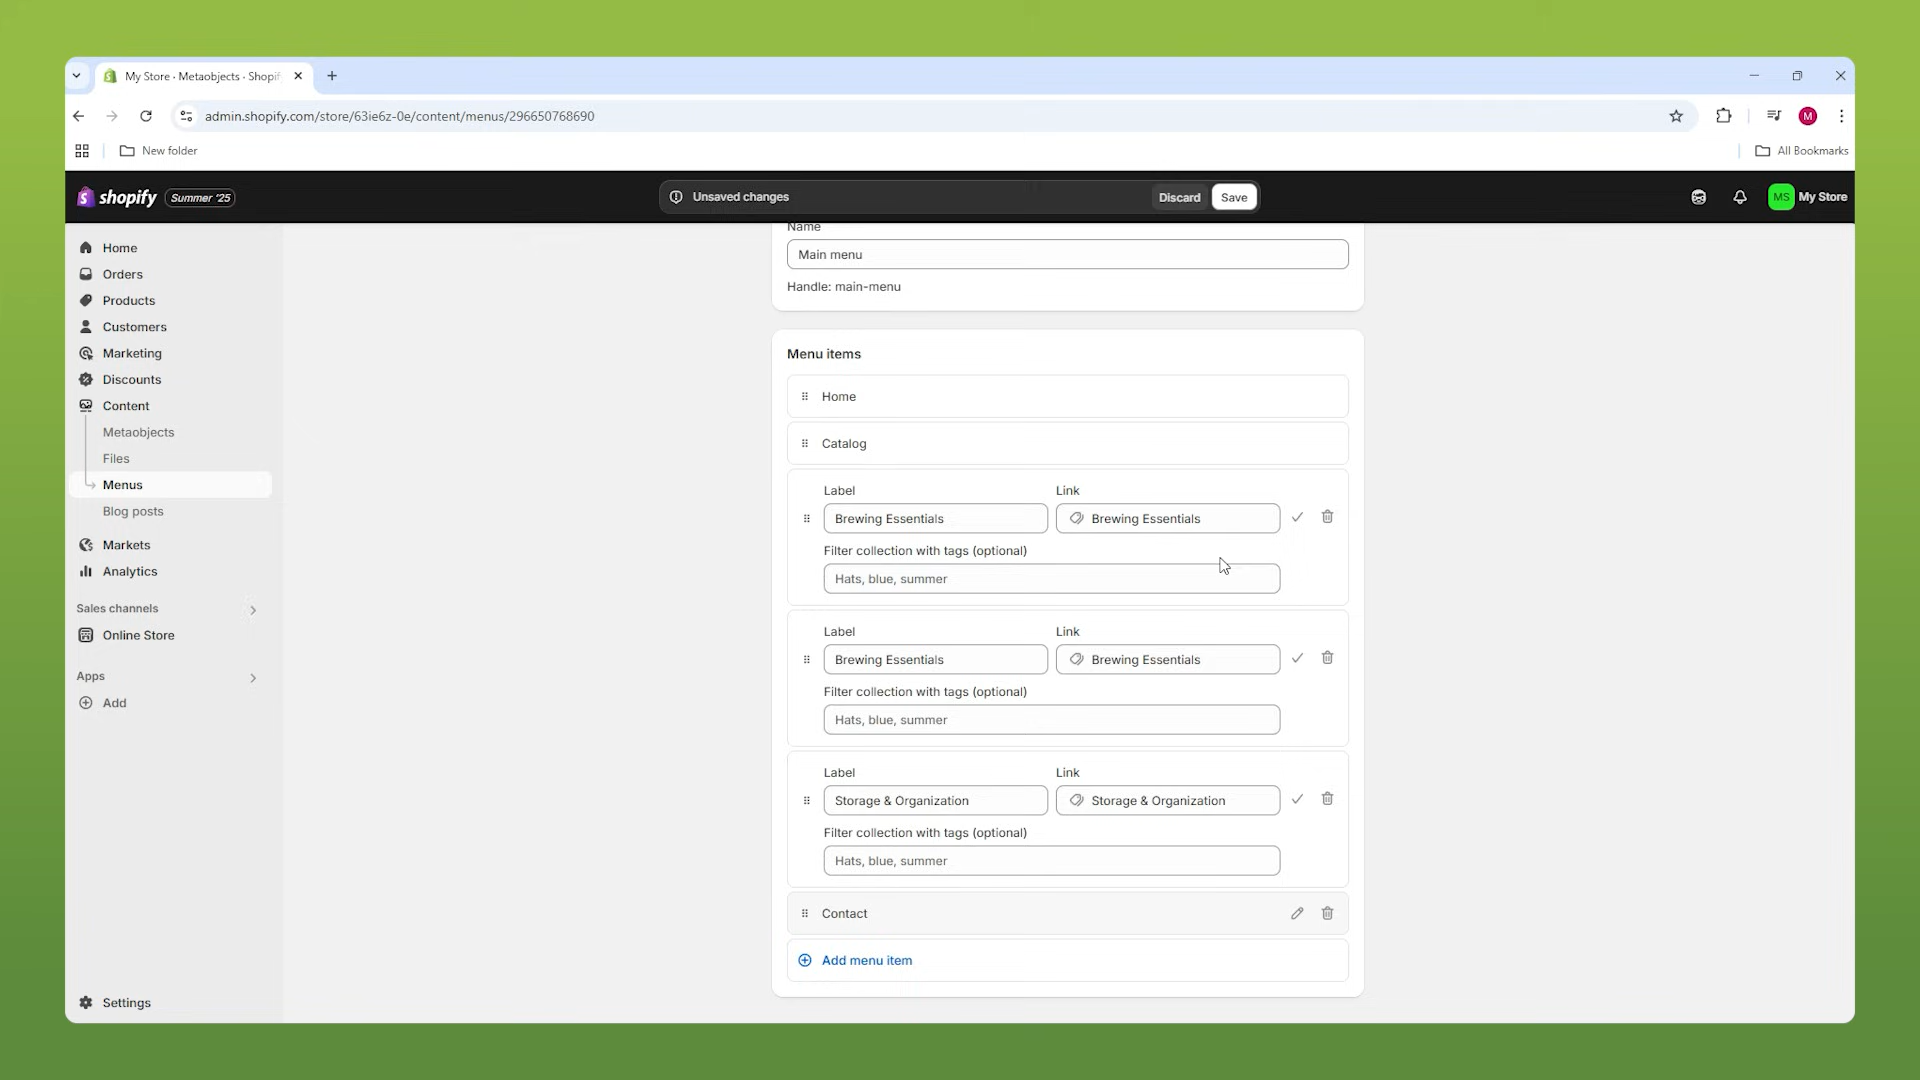 My Store · Metaobjects · Shopif
admin.shopify.com/store/63ie6z-0e/content/menus/296650768690
M
New folder
All Bookmarks
shopify Summer '25
Unsaved changes
Discard
Save
MS My Store
Home
Orders
Products
Customers
Marketing
Discounts
Content
Metaobjects
Files
Menus
Blog posts
Markets
Analytics
Sales channels
Online Store
Apps
Add
Settings
Name
Main menu
Handle: main-menu
Menu items
Home
Catalog
Label Link
Brewing Essentials Brewing Essentials
Filter collection with tags (optional)
Hats, blue, summer
Label Link
Brewing Essentials Brewing Essentials
Filter collection with tags (optional)
Hats, blue, summer
Label Link
Storage & Organization Storage & Organization
Filter collection with tags (optional)
Hats, blue, summer
Contact
Add menu item